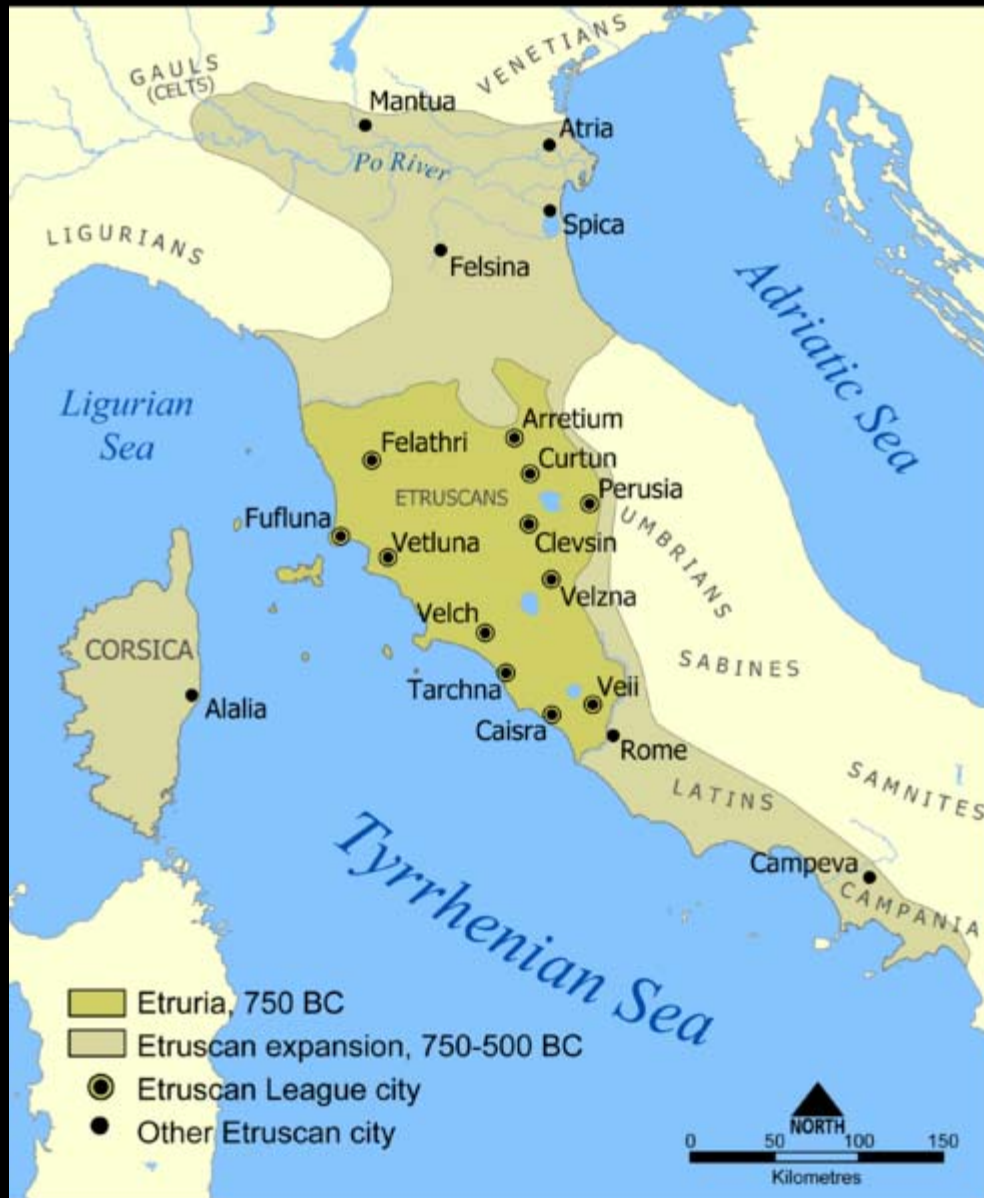 GAULS
(CELTS)
VENETIANS
Mantua
Atria
Po River
Spica
LIGURIANS
Felsina
Adriatic Sea
Ligurian
Sea
Arretium
Felathri
Curtun
ETRUSCANS
Perusia
Fufluna
UMBRIANS
Vetluna
Clevsin
Velzna
Velch
CORSICA
SABINES
Tarchna
Veii
Alalia
Caisra
Rome
LATINS
SAMNITES
Tyrrhenian Sea
Campeva
CAMPANIA
Etruria, 750 BC
Etruscan expansion, 750-500 BC
Etruscan League city
Other Etruscan city
NORTH
0 50 100 150
Kilometres